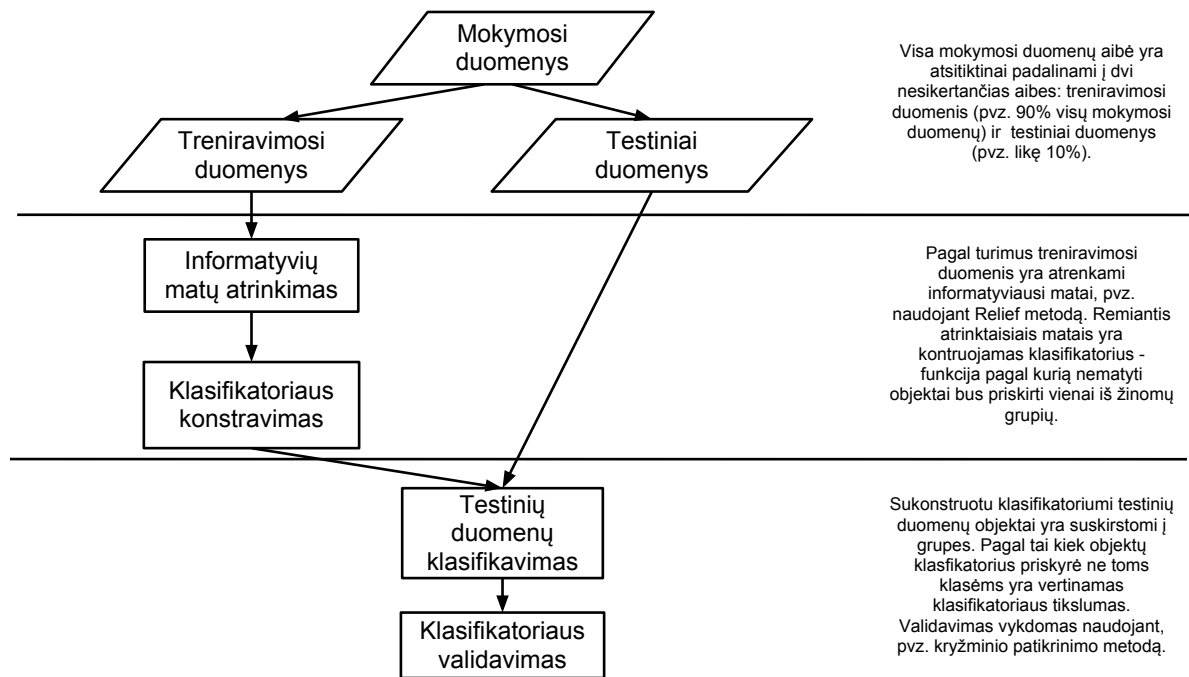 Mokymosi
duomenys
Visa mokymosi duomenų aibė yra
atsitiktinai padalinami į dvi
nesikertančias aibes: treniravimosi
duomenis (pvz. 90% visų mokymosi
duomenų) ir testiniai duomenys
(pvz. likę 10%).
Treniravimosi
duomenys
Testiniai
duomenys
Informatyvių
matų atrinkimas
Klasifikatoriaus
konstravimas
Pagal turimus treniravimosi
duomenis yra atrenkami
informatyviausi matai, pvz.
naudojant Relief metodą. Remiantis
atrinktaisiais matais yra
kontruojamas klasifikatorius -
funkcija pagal kurią nematyti
objektai bus priskirti vienai iš žinomų
grupių.
Testinių
duomenų
klasifikavimas
Klasifikatoriaus
validavimas
Sukonstruotu klasifikatoriumi testinių
duomenų objektai yra suskirstomi į
grupes. Pagal tai kiek objektų
klasfikatorius priskyrė ne toms
klasėms yra vertinamas
klasifikatoriaus tikslumas.
Validavimas vykdomas naudojant,
pvz. kryžminio patikrinimo metodą.